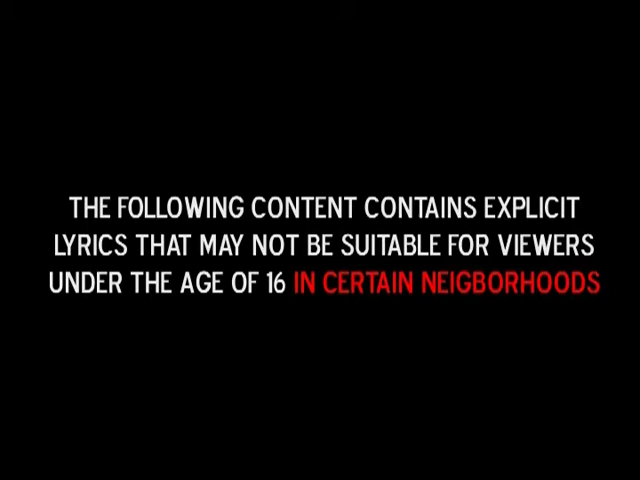 THE FOLLOWING CONTENT CONTAINS EXPLICIT
LYRICS THAT MAY NOT BE SUITABLE FOR VIEWERS
UNDER THE AGE OF 16 IN CERTAIN NEIGBORHOODS